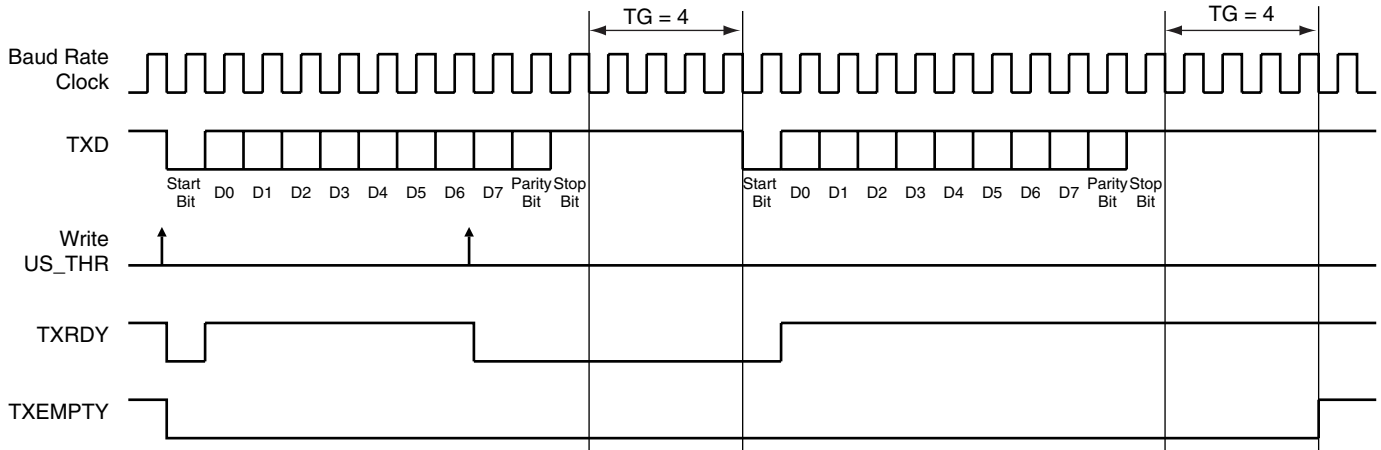 TG = 4
TG = 4
Baud Rate
Clock
TXD
Start
Bit
D0
D1
D2
D3
D4
D5
D6
D7
Parity
Bit
Stop
Bit
Start
Bit
D0
D1
D2
D3
D4
D5
D6
D7
Parity
Bit
Stop
Bit
Write
US_THR
TXRDY
TXEMPTY